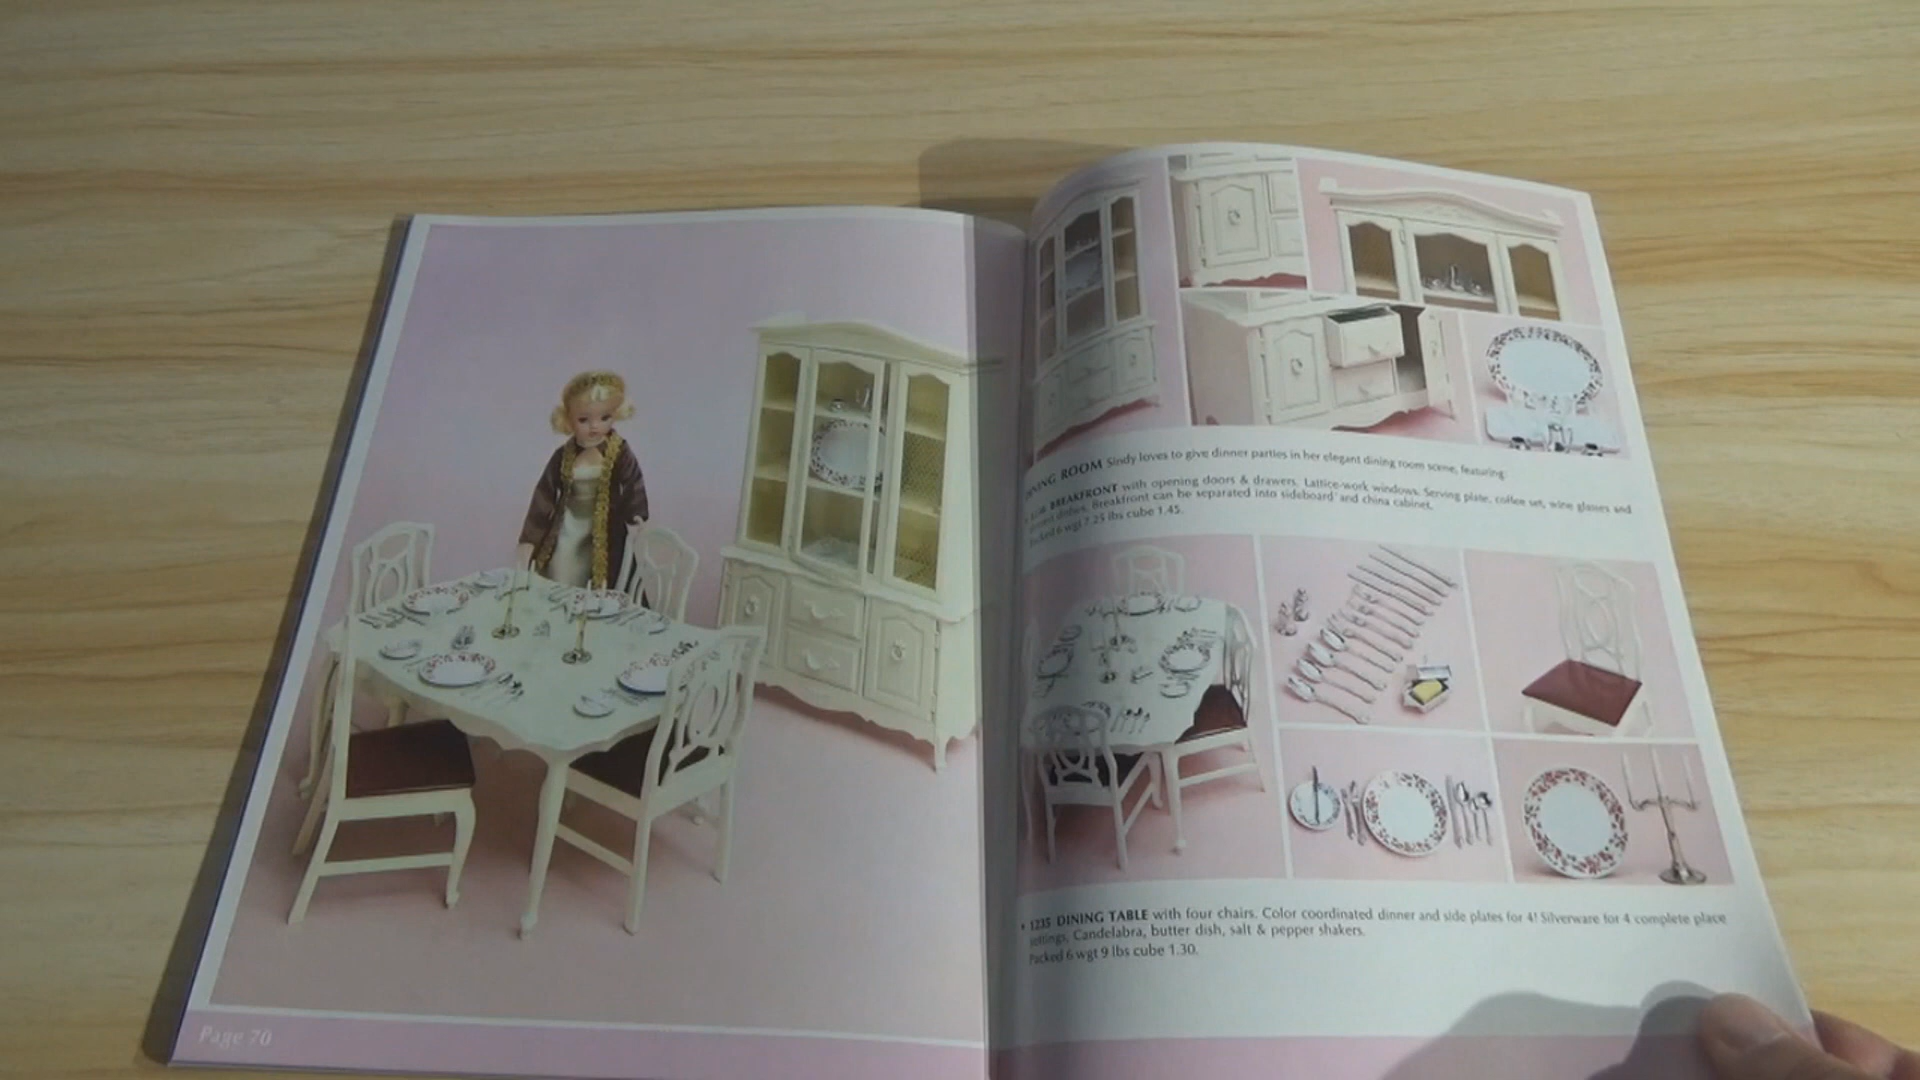 Page 70
DINING ROOM Sindy loves to give dinner parties in her elegant dining room scene, featuring:
BREAKFRONT with opening doors & drawers. Lattice-work windows. Serving plate, coffee set, wine glasses and
dishes. Breakfront can be separated into sideboard and china cabinet.
Packed 6 wgt 7.25 lbs cube 1.45.
• 1235 DINING TABLE with four chairs. Color coordinated dinner and side plates for 4! Silverware for 4 complete place
settings, Candelabra, butter dish, salt & pepper shakers.
Packed 6 wgt 9 lbs cube 1.30.